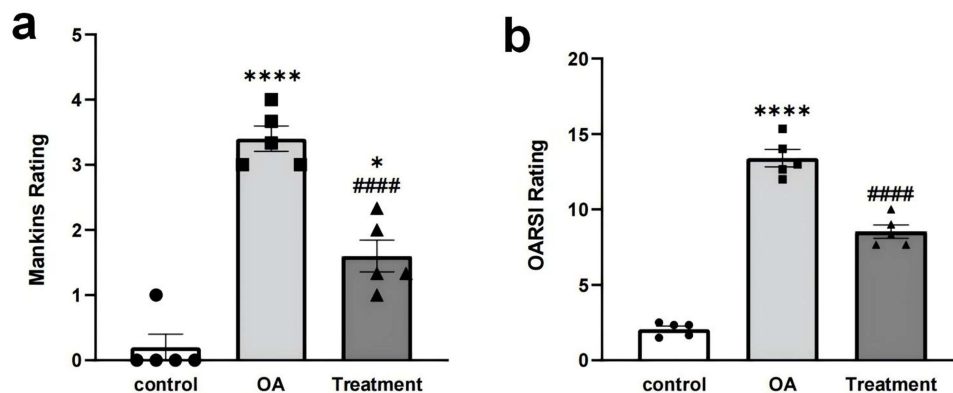 a
Mankins Rating
5
4
3
2
1
0
****
*
####
control OA Treatment
b
OARSI Rating
20
15
10
5
0
****
####
control OA Treatment